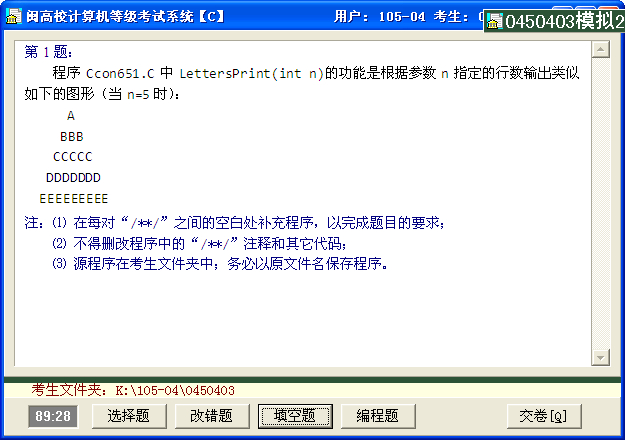 闽高校计算机等级考试系统【C】 用户: 105-04 考生:
0450403模拟2
第 1 题:
程序 Ccon651.C 中 LettersPrint(int n)的功能是根据参数 n 指定的行数输出类似
如下的图形（当 n=5 时）:
A
BBB
CCCCC
DDDDDDD
EEEEEEEEE
注: ⑴ 在每对“/**/”之间的空白处补充程序，以完成题目的要求;
⑵ 不得删改程序中的“/**/”注释和其它代码;
⑶ 源程序在考生文件夹中; 务必以原文件名保存程序。
考生文件夹: K:\105-04\0450403
89:28 选择题 改错题 填空题 编程题 交卷[Q]